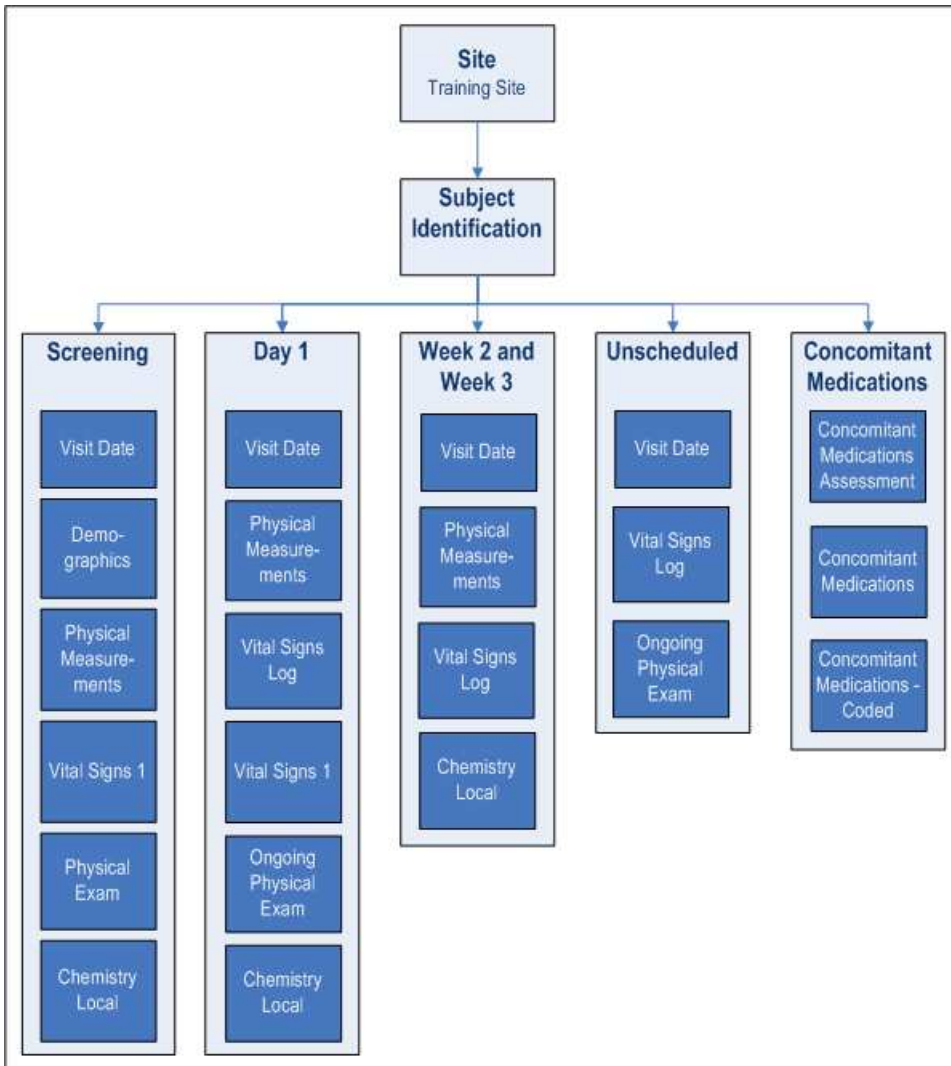 Site
Training Site
Subject
Identification
Screening
Visit Date
Demo-
graphics
Physical
Measure-
ments
Vital Signs 1
Physical
Exam
Chemistry
Local
Day 1
Visit Date
Physical
Measure-
ments
Vital Signs
Log
Vital Signs 1
Ongoing
Physical
Exam
Chemistry
Local
Week 2 and
Week 3
Visit Date
Physical
Measure-
ments
Vital Signs
Log
Chemistry
Local
Unscheduled
Visit Date
Vital Signs
Log
Ongoing
Physical
Exam
Concomitant
Medications
Concomitant
Medications
Assessment
Concomitant
Medications
Concomitant
Medications -
Coded